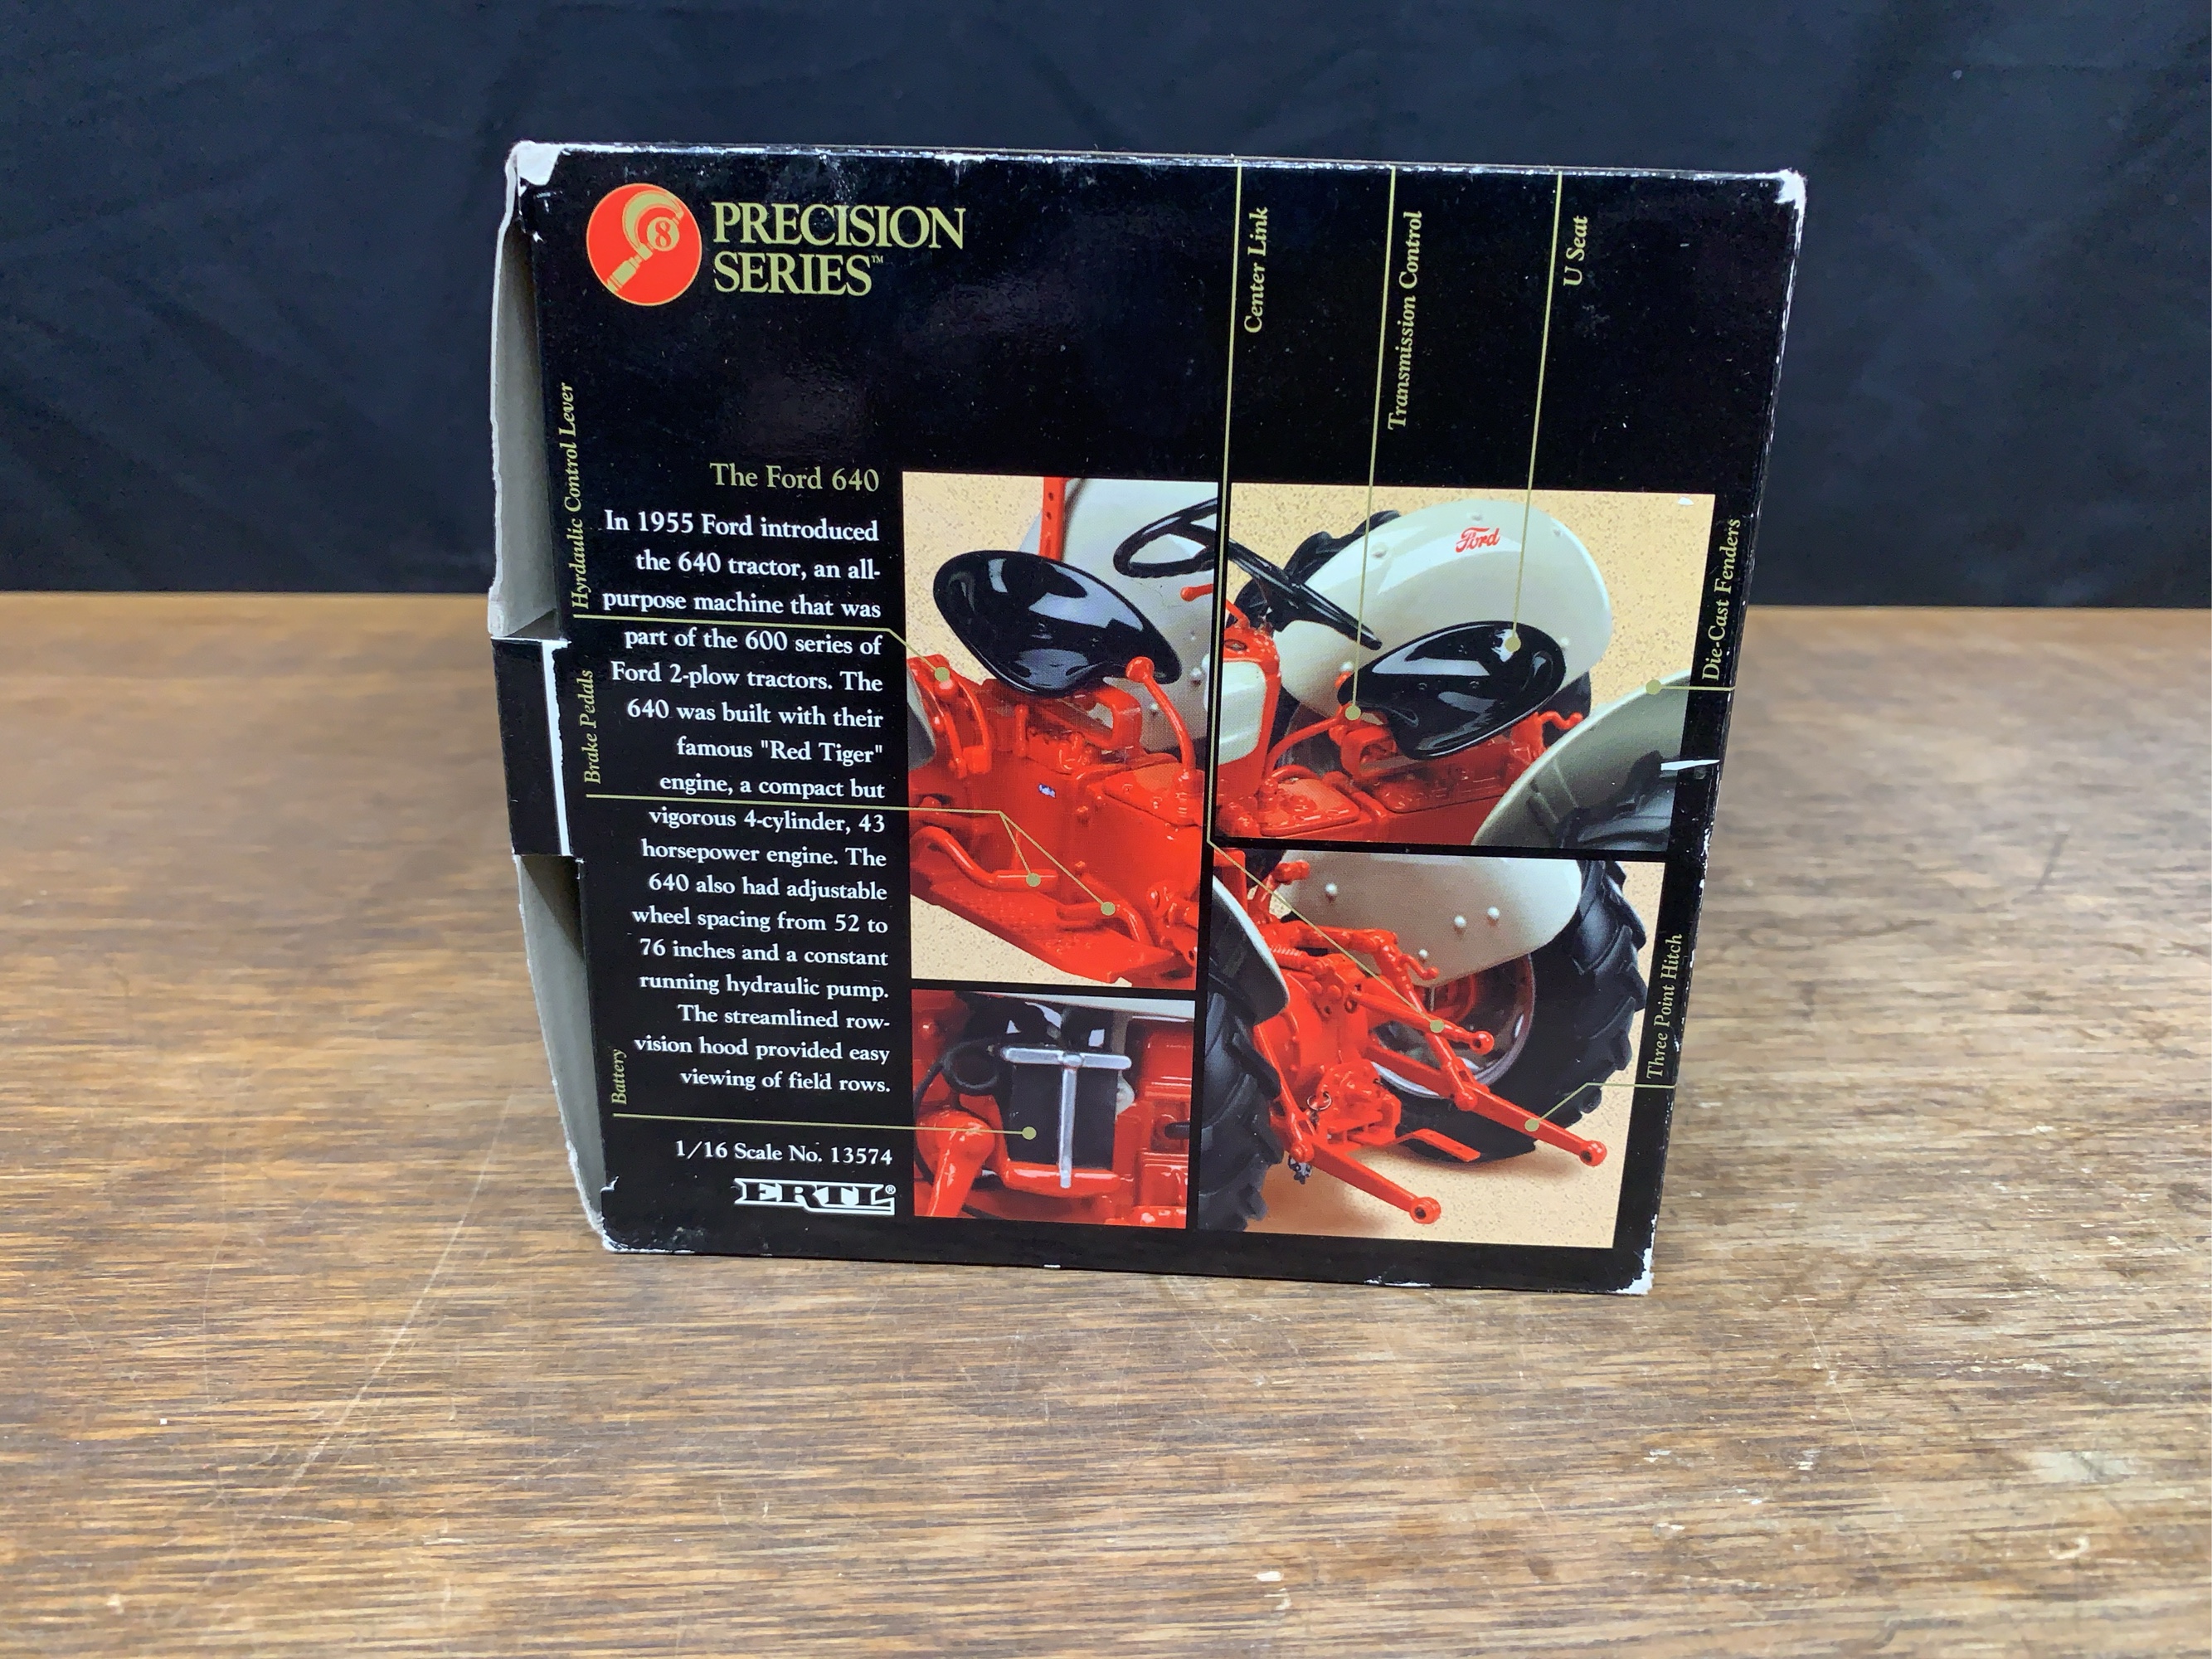 8
PRECISION
SERIES™
Center Link
Transmission Control
U Seat
Hyrdaulic Control Lever
Brake Pedals
Battery
The Ford 640
In 1955 Ford introduced
the 640 tractor, an all-
purpose machine that was
part of the 600 series of
Ford 2-plow tractors. The
640 was built with their
famous "Red Tiger"
engine, a compact but
vigorous 4-cylinder, 43
horsepower engine. The
640 also had adjustable
wheel spacing from 52 to
76 inches and a constant
running hydraulic pump.
The streamlined row-
vision hood provided easy
viewing of field rows.
1/16 Scale No. 13574
ERTL®
Ford
Die-Cast Fenders
Three Point Hitch